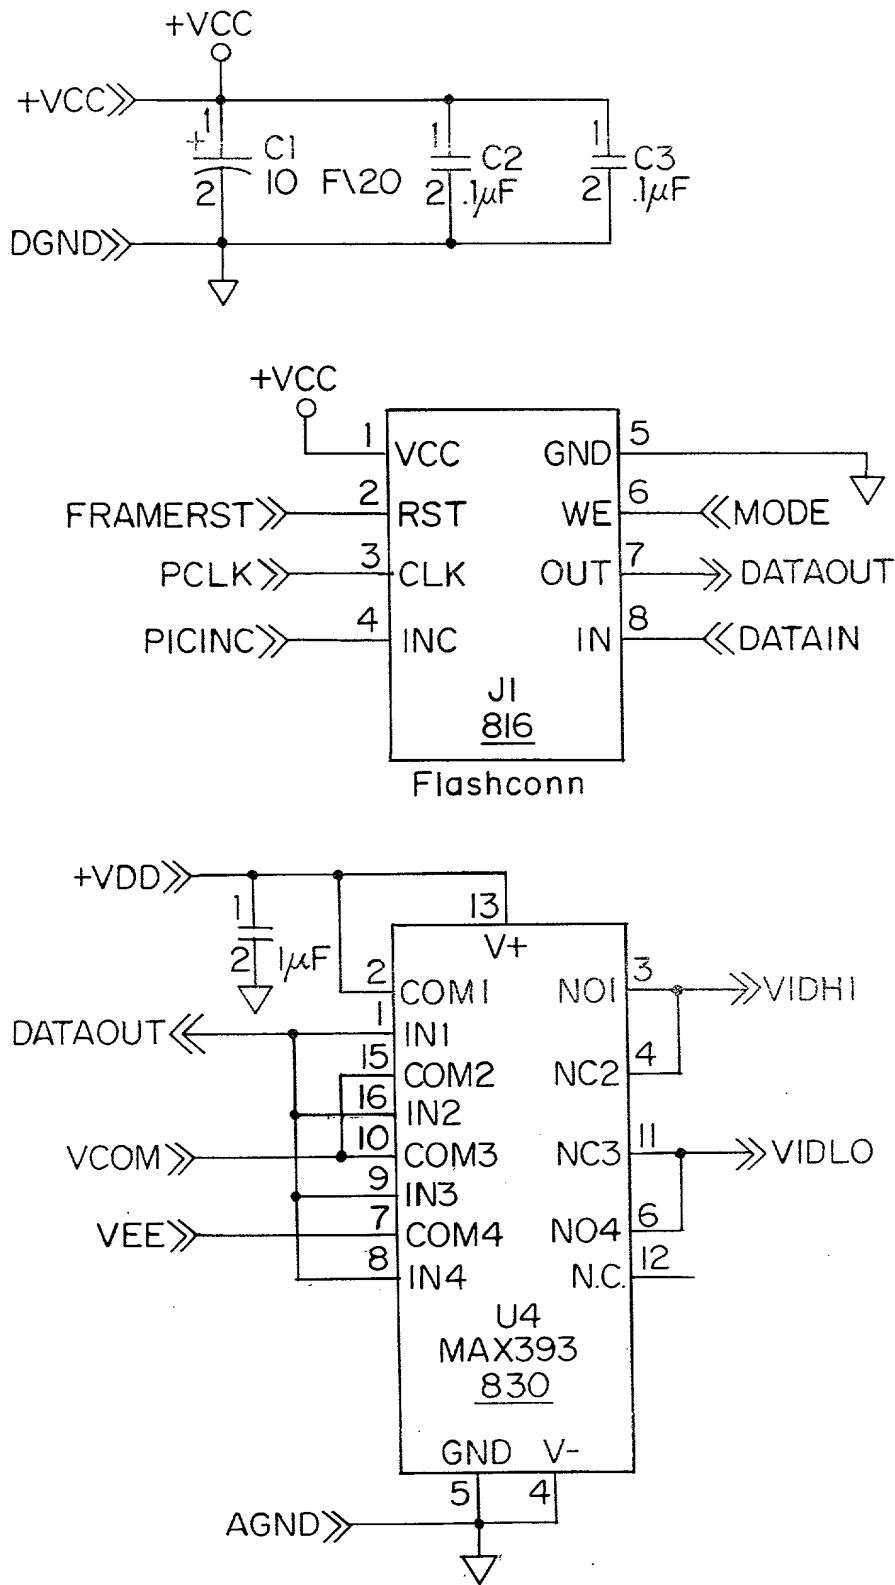 +VCC
+VCC
1
+
C1
10 F\20
2
1
C2
2
.1µF
1
C3
2
.1µF
DGND
+VCC
1
VCC
GND
5
FRAMERST
2
RST
WE
6
MODE
PCLK
3
CLK
OUT
7
DATAOUT
PICINC
4
INC
IN
8
DATAIN
J1
816
Flashconn
+VDD
1
2
1µF
13
V+
2
COM1
NO1
3
VIDHI
DATAOUT
1
IN1
15
COM2
NC2
4
16
IN2
VCOM
10
COM3
NC3
11
VIDLO
9
IN3
VEE
7
COM4
NO4
6
8
IN4
N.C.
12
U4
MAX393
830
GND
V-
5
4
AGND